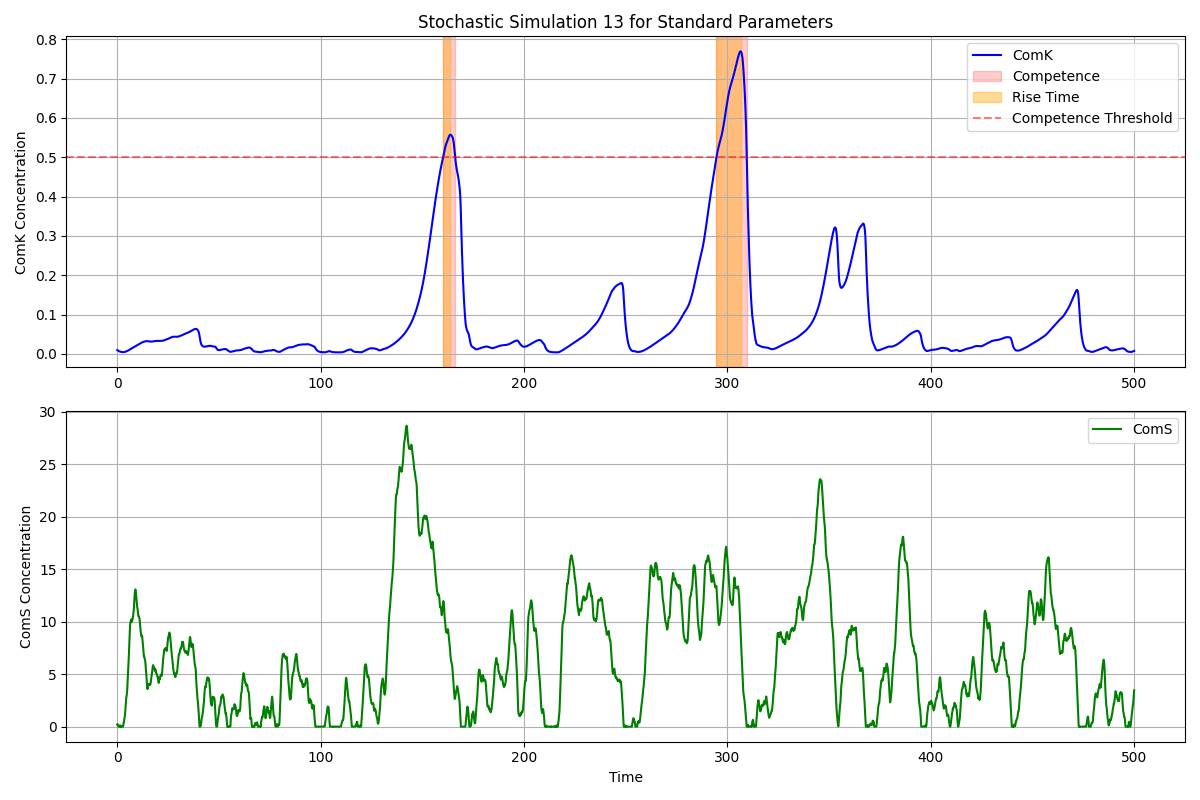 Stochastic Simulation 13 for Standard Parameters
ComK Concentration
0.8
0.7
0.6
0.5
0.4
0.3
0.2
0.1
0.0
ComK
Competence
Rise Time
Competence Threshold
0 100 200 300 400 500
ComS Concentration
30
25
20
15
10
5
0
ComS
0 100 200 300 400 500
Time